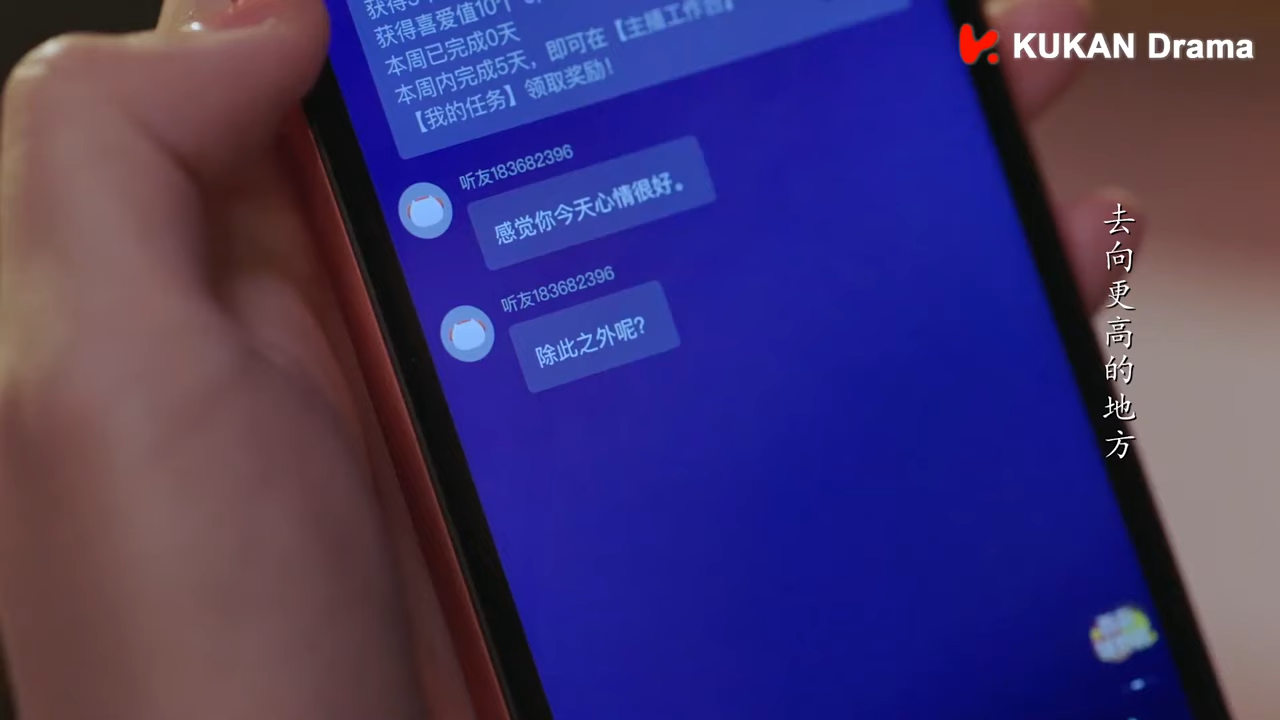 KUKAN Drama
获得喜爱值10个
本周已完成0天
本周内完成5天，即可在【主播工作台】
【我的任务】领取奖励！
听友183682396
感觉你今天心情很好。
听友183682396
除此之外呢？
去向更高的地方